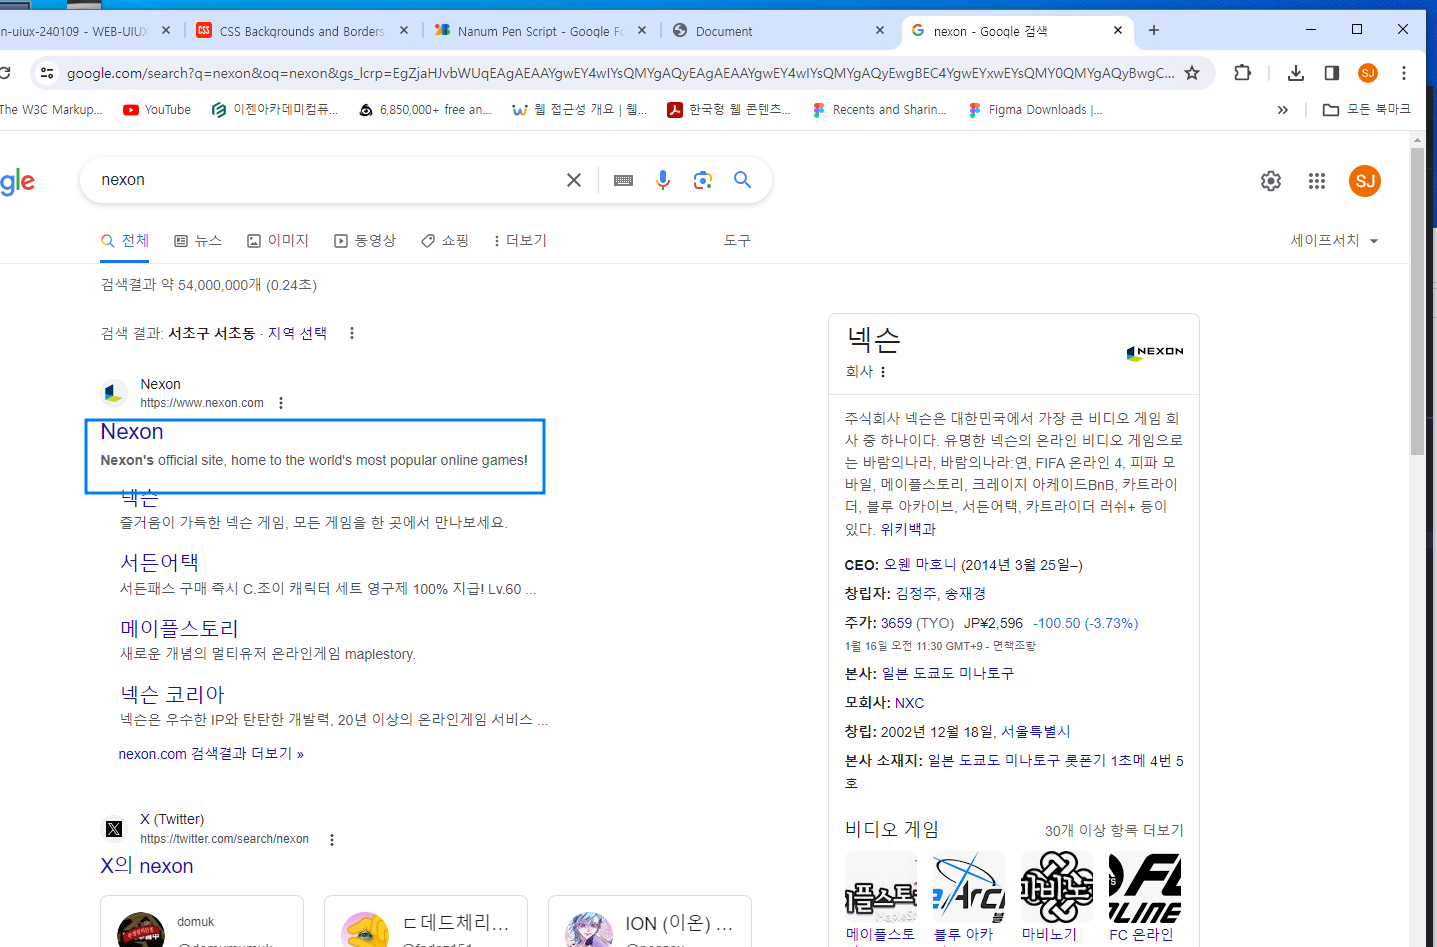 n-uiux-240109 - WEB-UIUX
CSS Backgrounds and Borders
Nanum Pen Script - Google Fo
Document
nexon - Google 검색
google.com/search?q=nexon&oq=nexon&gs_lcrp=EgZjaHJvbWUqEAgAEAAYgwEY4wIYsQMYgAQyEAgAEAAYgwEY4wIYsQMYgAQyEwgBEC4YgwEYxwEYsQMY0QMYgAQyBwgC...
SJ
The W3C Markup...
YouTube
이젠아카데미컴퓨...
6,850,000+ free an...
웹 접근성 개요 | 웹...
한국형 웹 콘텐츠...
Recents and Sharin...
Figma Downloads |...
모든 북마크
gle
nexon
SJ
전체
뉴스
이미지
동영상
쇼핑
더보기
도구
세이프서치
검색결과 약 54,000,000개 (0.24초)
검색 결과: 서초구 서초동 · 지역 선택
Nexon
https://www.nexon.com
Nexon
Nexon's official site, home to the world's most popular online games!
넥슨
즐거움이 가득한 넥슨 게임, 모든 게임을 한 곳에서 만나보세요.
서든어택
서든패스 구매 즉시 C.조이 캐릭터 세트 영구제 100% 지급! Lv.60 ...
메이플스토리
새로운 개념의 멀티유저 온라인게임 maplestory.
넥슨 코리아
넥슨은 우수한 IP와 탄탄한 개발력, 20년 이상의 온라인게임 서비스 ...
nexon.com 검색결과 더보기 »
X (Twitter)
https://twitter.com/search/nexon
X의 nexon
domuk
ㄷ데드체리...
ION (이온) ...
넥슨
회사
NEXON
주식회사 넥슨은 대한민국에서 가장 큰 비디오 게임 회
사 중 하나이다. 유명한 넥슨의 온라인 비디오 게임으로
는 바람의나라, 바람의나라:연, FIFA 온라인 4, 피파 모
바일, 메이플스토리, 크레이지 아케이드BnB, 카트라이
더, 블루 아카이브, 서든어택, 카트라이더 러쉬+ 등이
있다. 위키백과
CEO: 오웬 마호니 (2014년 3월 25일–)
창립자: 김정주, 송재경
주가: 3659 (TYO) JP¥2,596 -100.50 (-3.73%)
1월 16일 오전 11:30 GMT+9 - 면책조항
본사: 일본 도쿄도 미나토구
모회사: NXC
창립: 2002년 12월 18일, 서울특별시
본사 소재지: 일본 도쿄도 미나토구 롯폰기 1초메 4번 5
호
비디오 게임
30개 이상 항목 더보기
메이플스토
블루 아카
마비노기
FC 온라인